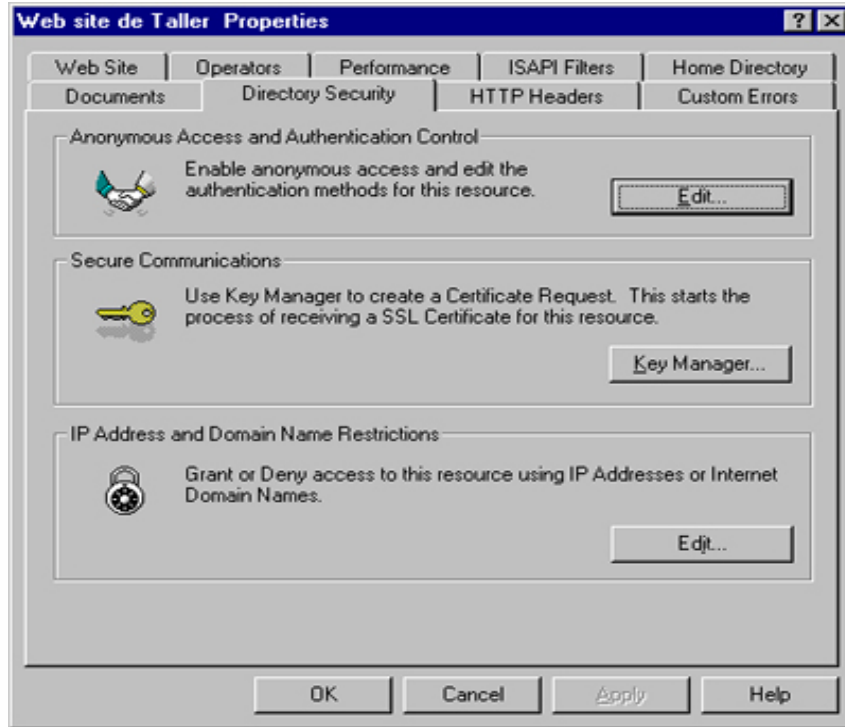 Web site de Taller Properties
Web Site Operators Performance ISAPI Filters Home Directory
Documents Directory Security HTTP Headers Custom Errors
Anonymous Access and Authentication Control
Enable anonymous access and edit the
authentication methods for this resource.
Edit...
Secure Communications
Use Key Manager to create a Certificate Request. This starts the
process of receiving a SSL Certificate for this resource.
Key Manager...
IP Address and Domain Name Restrictions
Grant or Deny access to this resource using IP Addresses or Internet
Domain Names.
Edit...
OK Cancel Apply Help